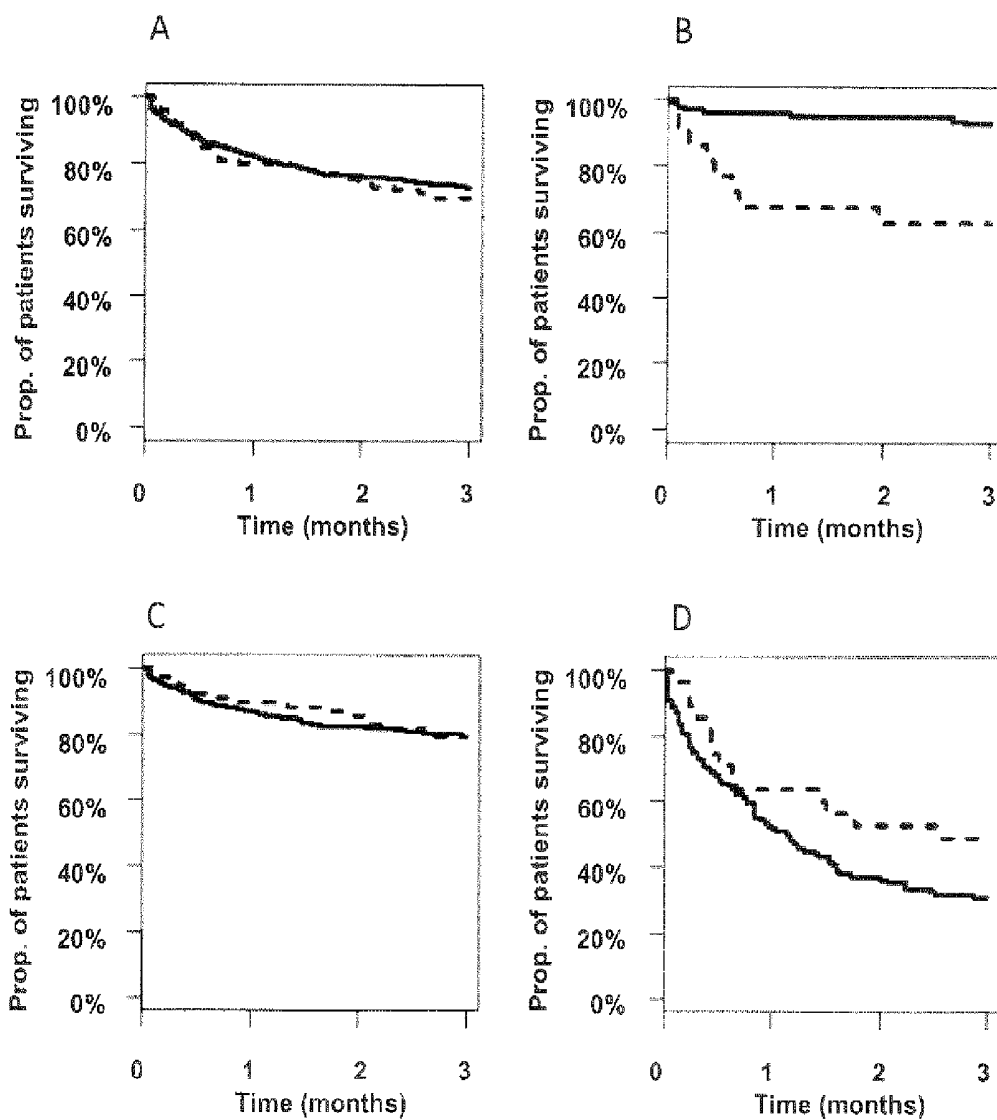 A
Prop. of patients surviving
100%
80%
60%
40%
20%
0%
0 1 2 3
Time (months)
B
Prop. of patients surviving
100%
80%
60%
40%
20%
0%
0 1 2 3
Time (months)
C
Prop. of patients surviving
100%
80%
60%
40%
20%
0%
0 1 2 3
Time (months)
D
Prop. of patients surviving
100%
80%
60%
40%
20%
0%
0 1 2 3
Time (months)